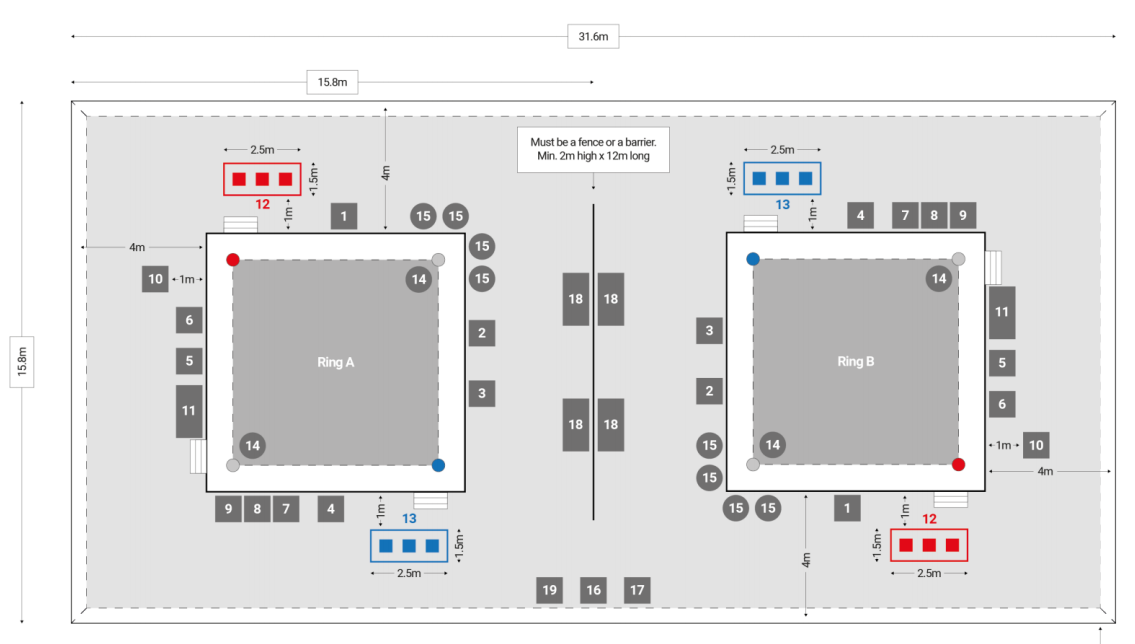 31.6m
15.8m
Must be a fence or a barrier.
Min. 2m high x 12m long
2.5m
1.5m
12
1m
4m
1
15
15
15
15
4m
10
1m
14
6
5
11
2
3
Ring A
14
9
8
7
4
1m
13
1.5m
2.5m
18
18
18
18
2.5m
1.5m
13
1m
4
7
8
9
14
11
3
5
2
6
Ring B
15
14
1m
10
15
4m
15
15
1
1m
4m
12
1.5m
2.5m
19
16
17
15.8m